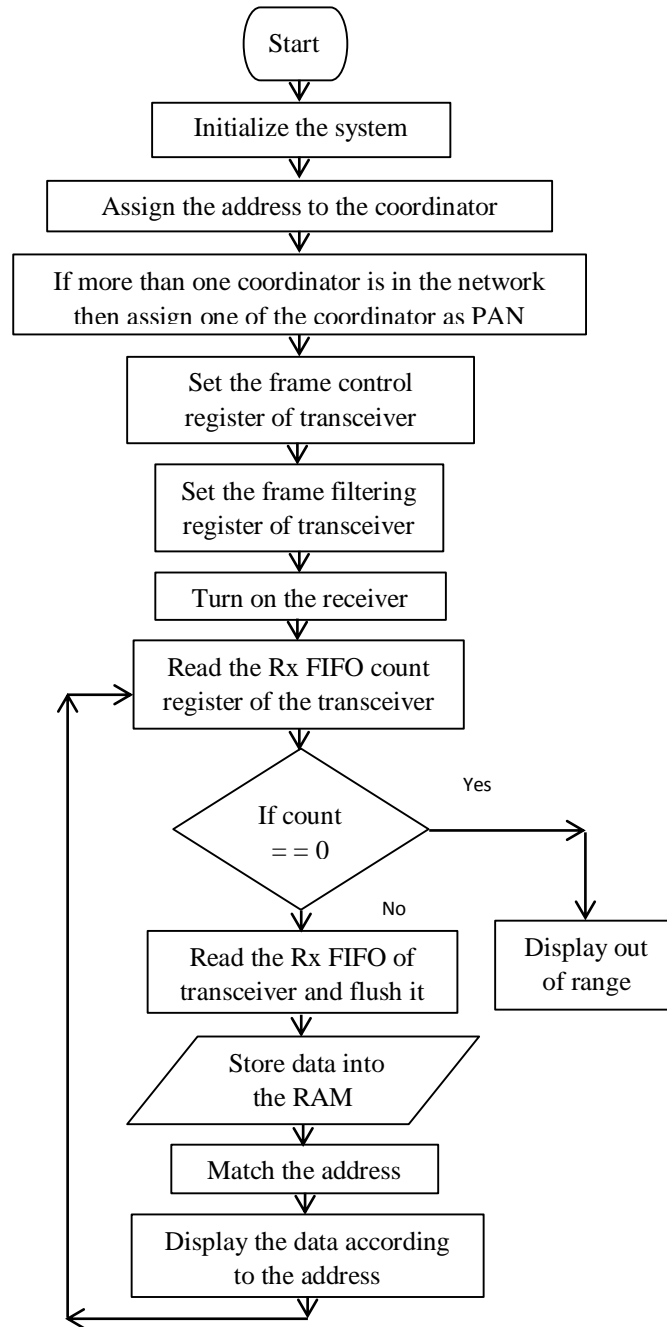 Start
Initialize the system
Assign the address to the coordinator
If more than one coordinator is in the network
then assign one of the coordinator as PAN
Set the frame control
register of transceiver
Set the frame filtering
register of transceiver
Turn on the receiver
Read the Rx FIFO count
register of the transceiver
Yes
If count
= = 0
No
Display out
of range
Read the Rx FIFO of
transceiver and flush it
Store data into
the RAM
Match the address
Display the data according
to the address